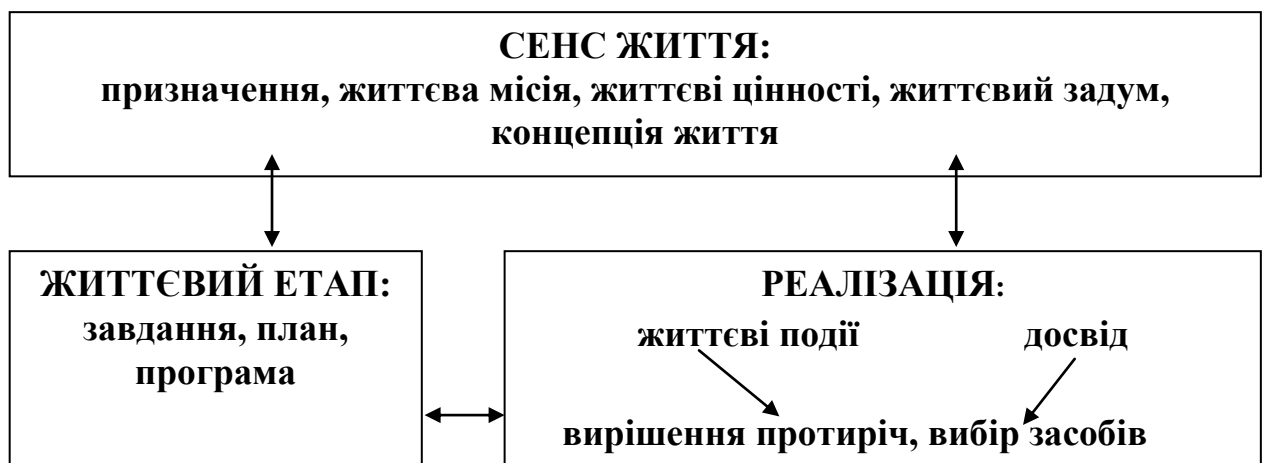 СЕНС ЖИТТЯ:
призначення, життєва місія, життєві цінності, життєвий задум,
концепція життя
ЖИТТЄВИЙ ЕТАП:
завдання, план,
програма
РЕАЛІЗАЦІЯ:
життєві події досвід
вирішення протиріч, вибір засобів